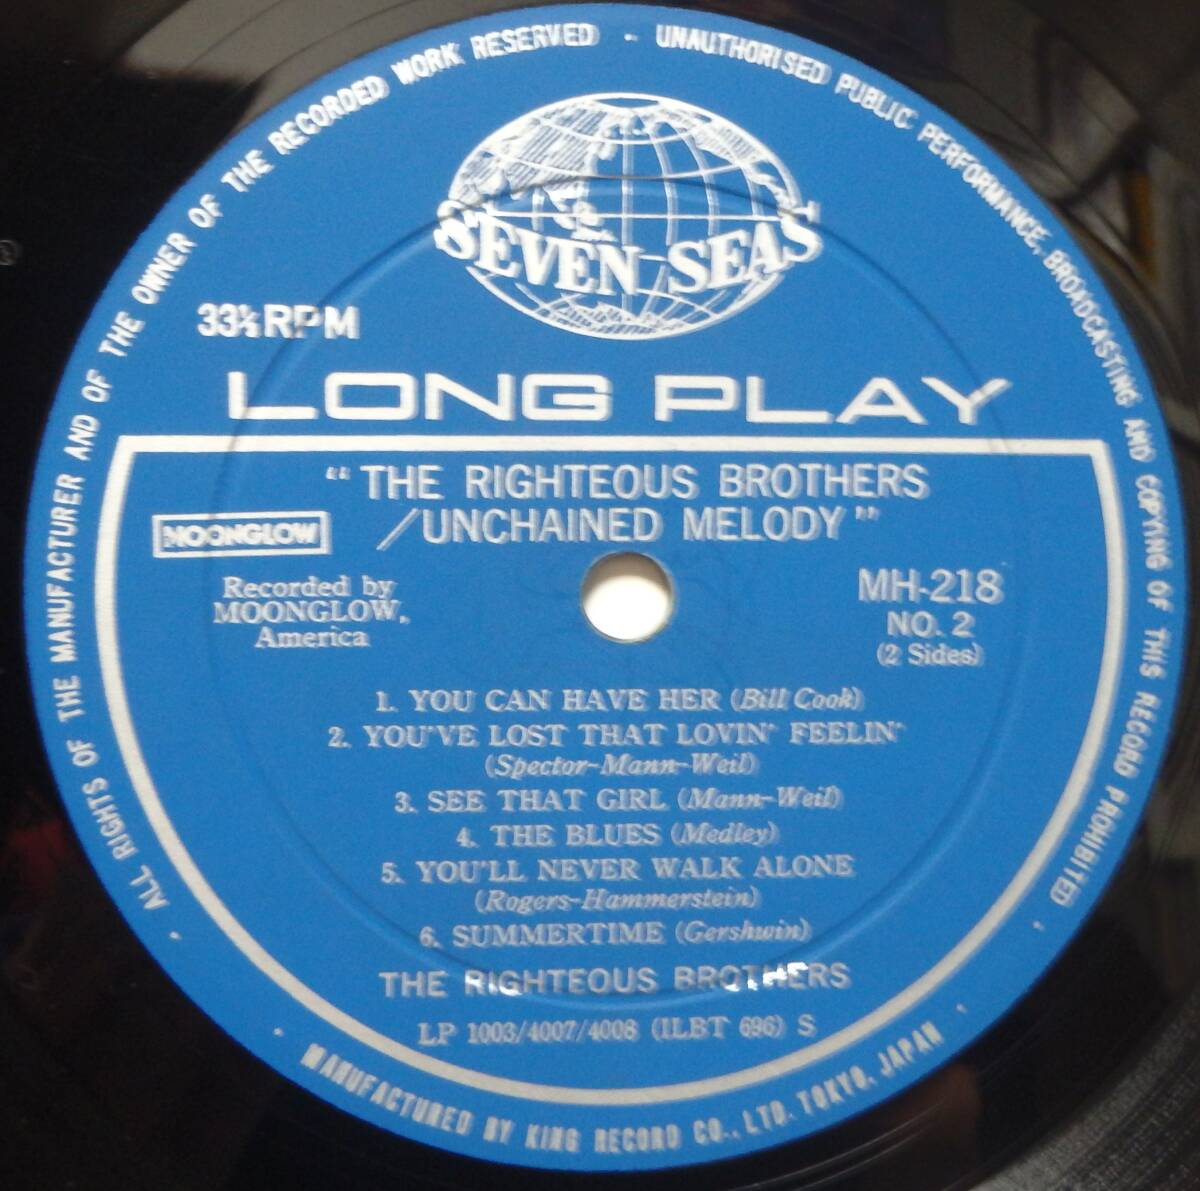 ALL RIGHTS OF THE MANUFACTURER AND OF THE OWNER OF THE RECORDED WORK RESERVED · UNAUTHORISED PUBLIC PERFORMANCE, BROADCASTING AND COPYING OF THIS RECORD PROHIBITED ·
SEVEN SEAS
33⅓RPM
LONG PLAY
"THE RIGHTEOUS BROTHERS
/UNCHAINED MELODY"
MOONGLOW
Recorded by
MOONGLOW,
America
MH-218
NO. 2
(2 Sides)
1. YOU CAN HAVE HER (Bill Cook)
2. YOU'VE LOST THAT LOVIN' FEELIN'
(Spector-Mann-Weil)
3. SEE THAT GIRL (Mann-Weil)
4. THE BLUES (Medley)
5. YOU'LL NEVER WALK ALONE
(Rogers-Hammerstein)
6. SUMMERTIME (Gershwin)
THE RIGHTEOUS BROTHERS
LP 1003/4007/4008 (ILBT 696) S
· MANUFACTURED BY KING RECORD CO., LTD. TOKYO, JAPAN ·